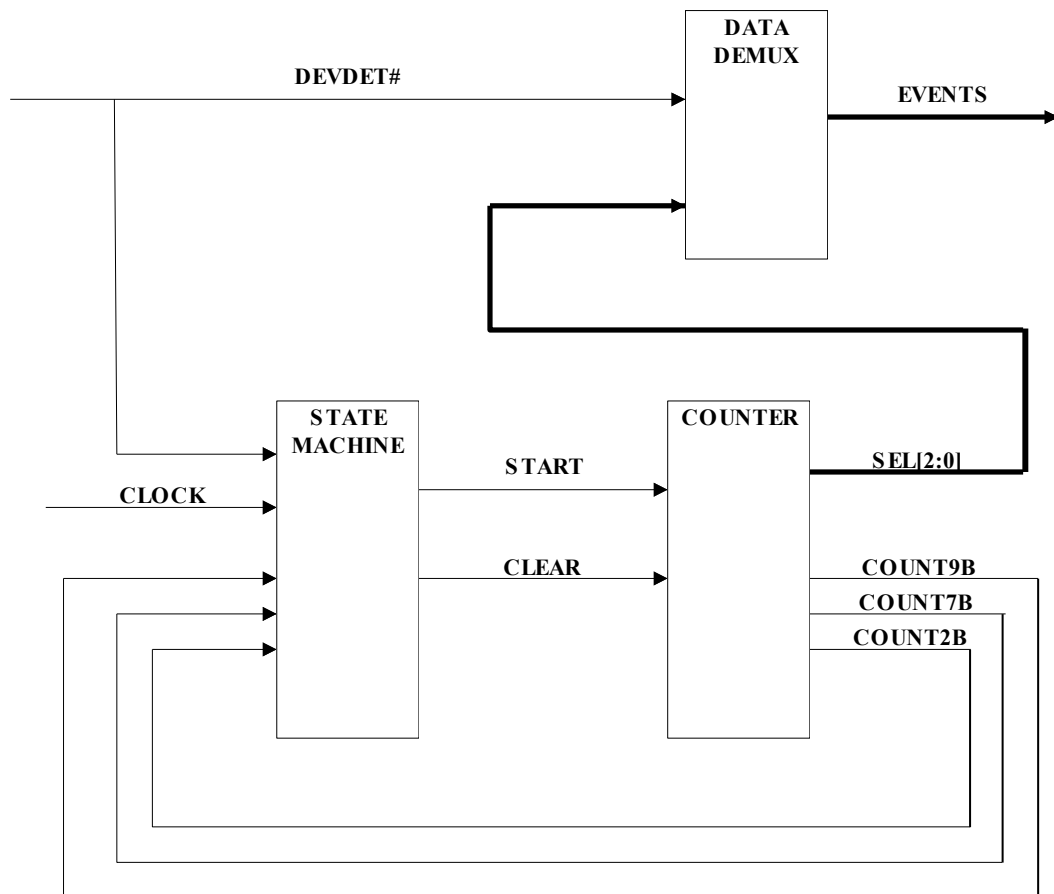 DATA
DEMUX
DEVDET#
EVENTS
STATE
MACHINE
COUNTER
START
SEL[2:0]
CLOCK
CLEAR
COUNT9B
COUNT7B
COUNT2B